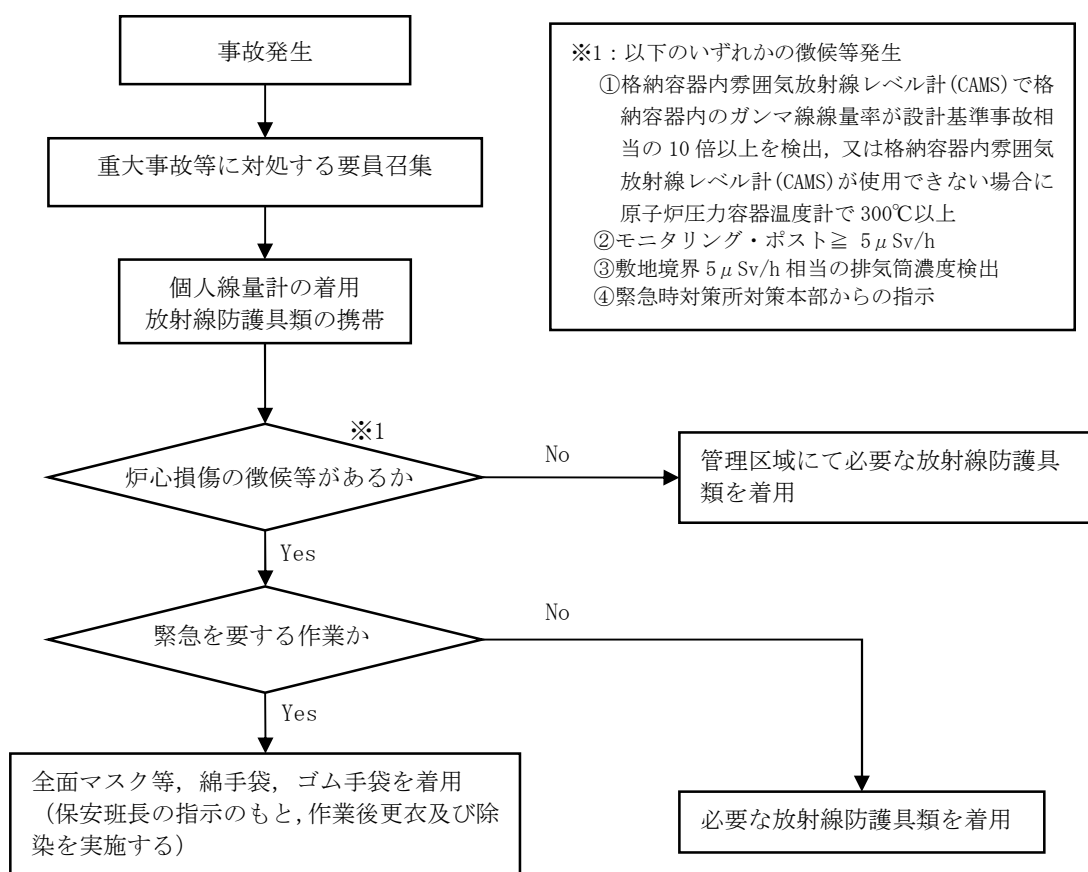 事故発生
※1：以下のいずれかの徴候等発生
①格納容器内雰囲気放射線レベル計(CAMS)で格
納容器内のガンマ線線量率が設計基準事故相
当の 10 倍以上を検出，又は格納容器内雰囲気
放射線レベル計(CAMS)が使用できない場合に
原子炉圧力容器温度計で 300℃以上
②モニタリング・ポスト≧ 5μSv/h
③敷地境界 5μSv/h 相当の排気筒濃度検出
④緊急時対策所対策本部からの指示
重大事故等に対処する要員召集
個人線量計の着用
放射線防護具類の携帯
※1
炉心損傷の徴候等があるか
No
管理区域にて必要な放射線防護具
類を着用
Yes
緊急を要する作業か
No
Yes
全面マスク等，綿手袋，ゴム手袋を着用
（保安班長の指示のもと，作業後更衣及び除
染を実施する）
必要な放射線防護具類を着用